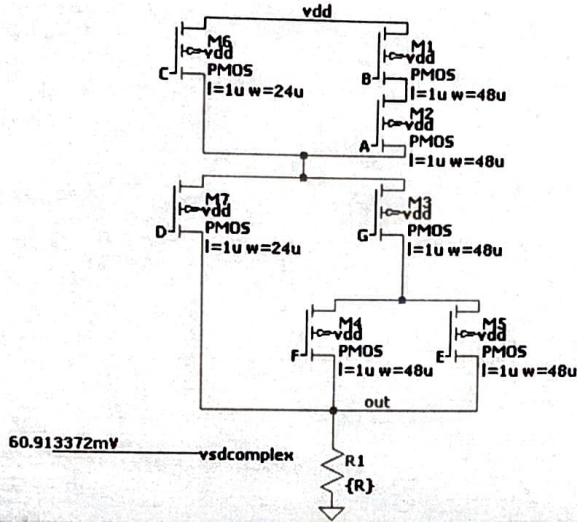 vdd
M6
vdd
C
PMOS
l=1u w=24u
M1
vdd
B
PMOS
l=1u w=48u
M2
vdd
A
PMOS
l=1u w=48u
M7
vdd
D
PMOS
l=1u w=24u
M3
vdd
G
PMOS
l=1u w=48u
M4
vdd
F
PMOS
l=1u w=48u
M5
vdd
E
PMOS
l=1u w=48u
out
60.913372mV
vsdcomplex
R1
{R}